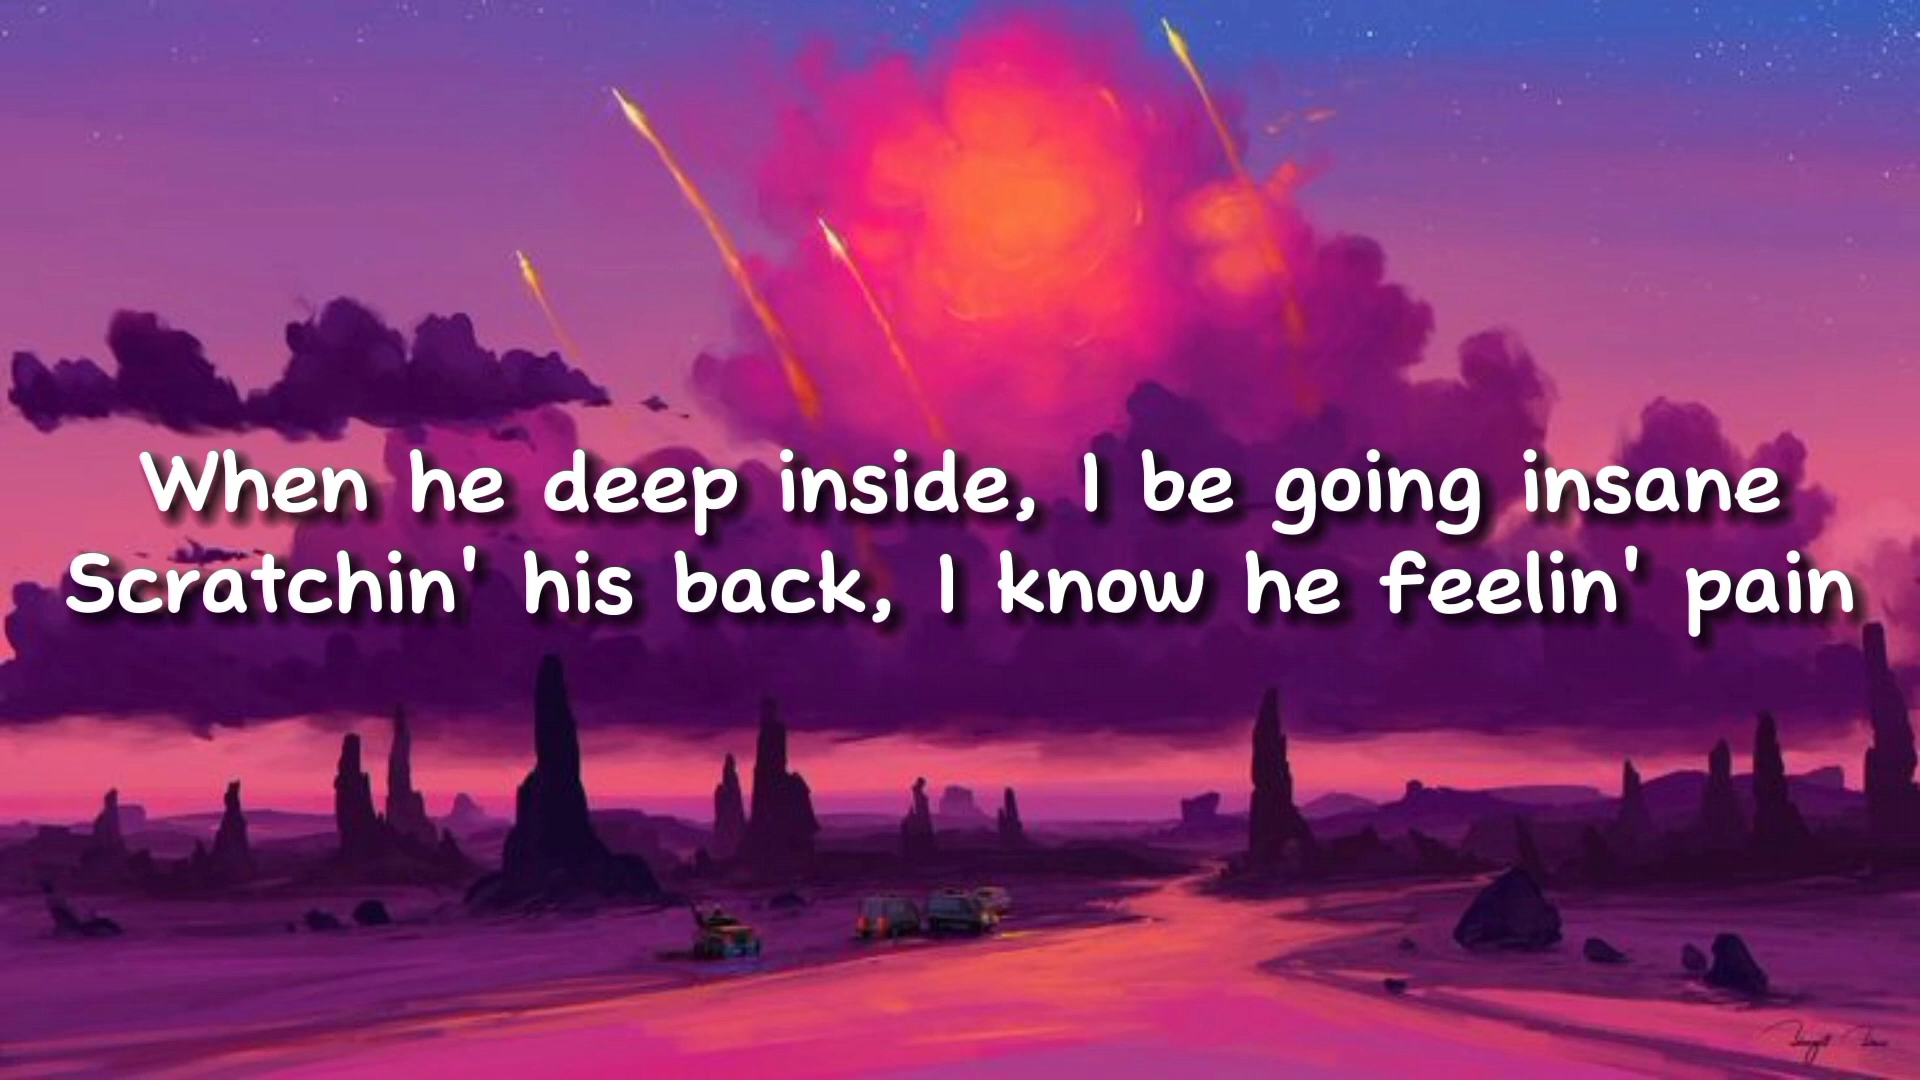 When he deep inside, I be going insane
Scratchin' his back, I know he feelin' pain